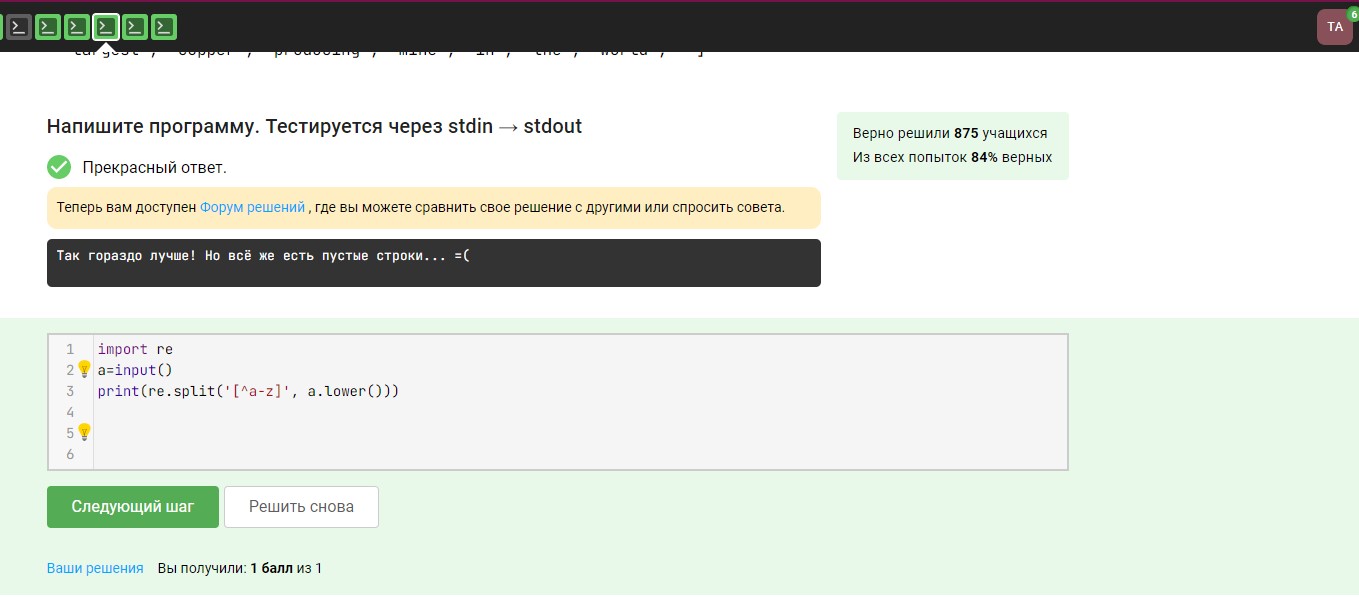 TA
6
largest', 'copper', 'producing', 'mine', 'in', 'the', 'world', '']
Напишите программу. Тестируется через stdin → stdout
Верно решили 875 учащихся
Из всех попыток 84% верных
Прекрасный ответ.
Теперь вам доступен Форум решений , где вы можете сравнить свое решение с другими или спросить совета.
Так гораздо лучше! Но всё же есть пустые строки... =(
1 import re
2 a=input()
3 print(re.split('[^a-z]', a.lower()))
4
5
6
Следующий шаг
Решить снова
Ваши решения Вы получили: 1 балл из 1